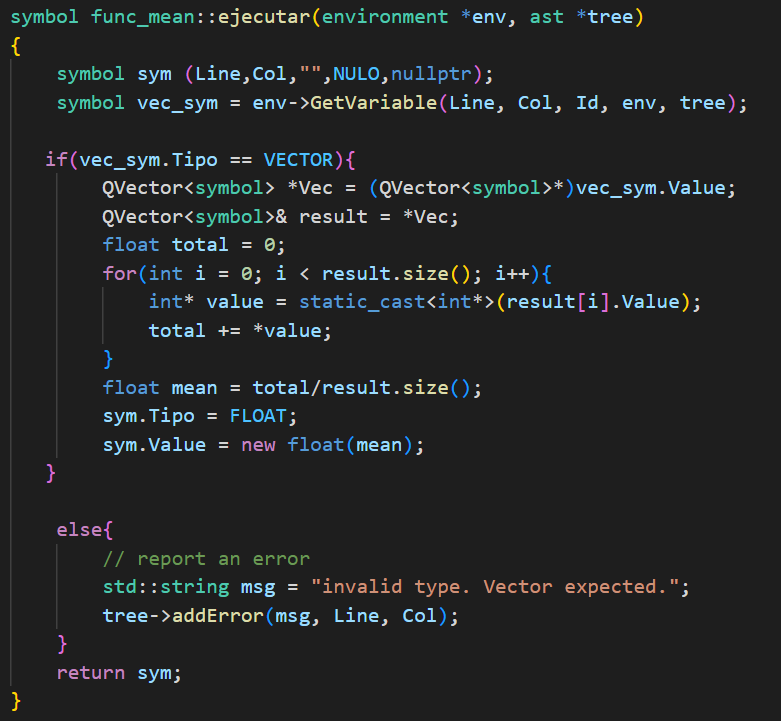 symbol func_mean::ejecutar(environment *env, ast *tree)
{
    symbol sym (Line,Col,"",NULO,nullptr);
    symbol vec_sym = env->GetVariable(Line, Col, Id, env, tree);

   if(vec_sym.Tipo == VECTOR){
        QVector<symbol> *Vec = (QVector<symbol>*)vec_sym.Value;
        QVector<symbol>& result = *Vec;
        float total = 0;
        for(int i = 0; i < result.size(); i++){
            int* value = static_cast<int*>(result[i].Value);
            total += *value;
        }
        float mean = total/result.size();
        sym.Tipo = FLOAT;
        sym.Value = new float(mean);
   }

    else{
        // report an error
        std::string msg = "invalid type. Vector expected.";
        tree->addError(msg, Line, Col);
    }
    return sym;
}